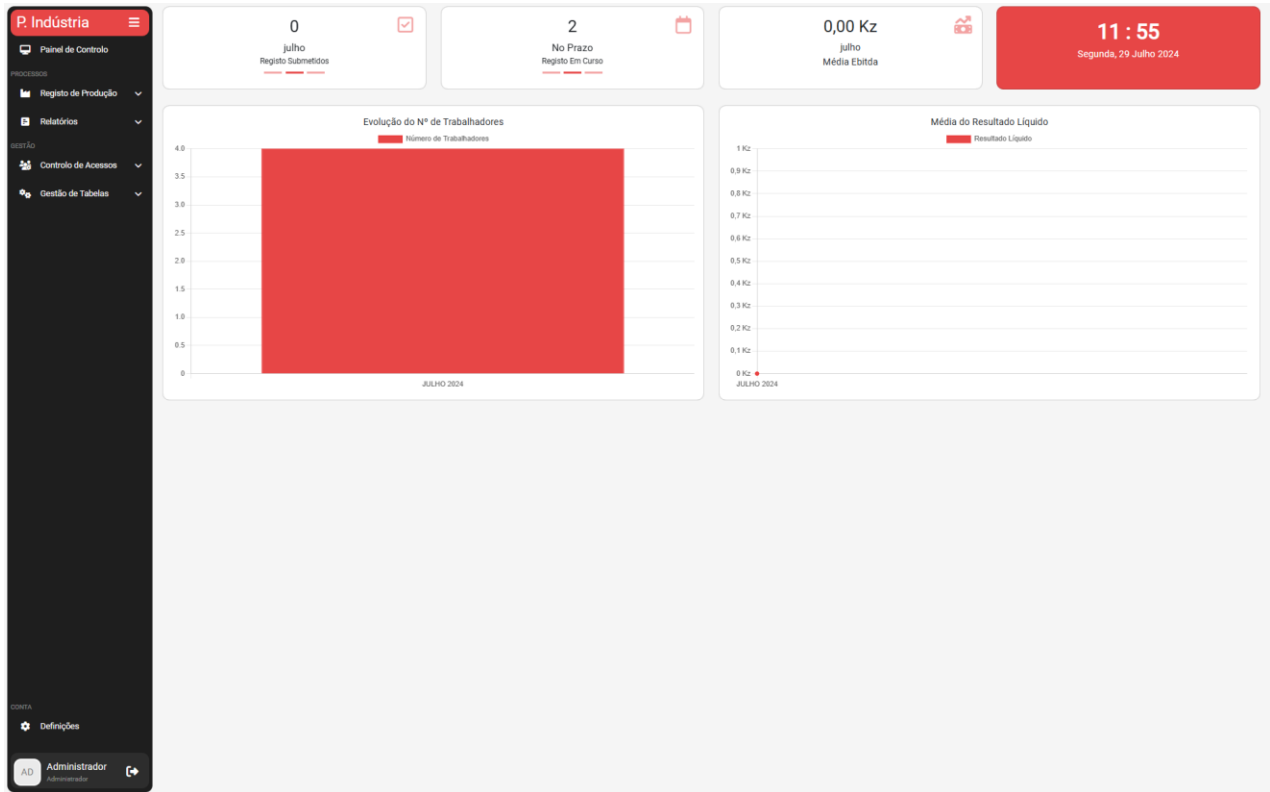 P. Indústria
Painel de Controlo
PROCESSOS
Registo de Produção
Relatórios
GESTÃO
Controlo de Acessos
Gestão de Tabelas
CONTA
Definições
AD
Administrador
Administrador
0
julho
Registo Submetidos
2
No Prazo
Registo Em Curso
0,00 Kz
julho
Média Ebitda
11 : 55
Segunda, 29 Julho 2024
Evolução do Nº de Trabalhadores
Número de Trabalhadores
4.0
3.5
3.0
2.5
2.0
1.5
1.0
0.5
0
JULHO 2024
Média do Resultado Líquido
Resultado Líquido
1 Kz
0,9 Kz
0,8 Kz
0,7 Kz
0,6 Kz
0,5 Kz
0,4 Kz
0,3 Kz
0,2 Kz
0,1 Kz
0 Kz
JULHO 2024